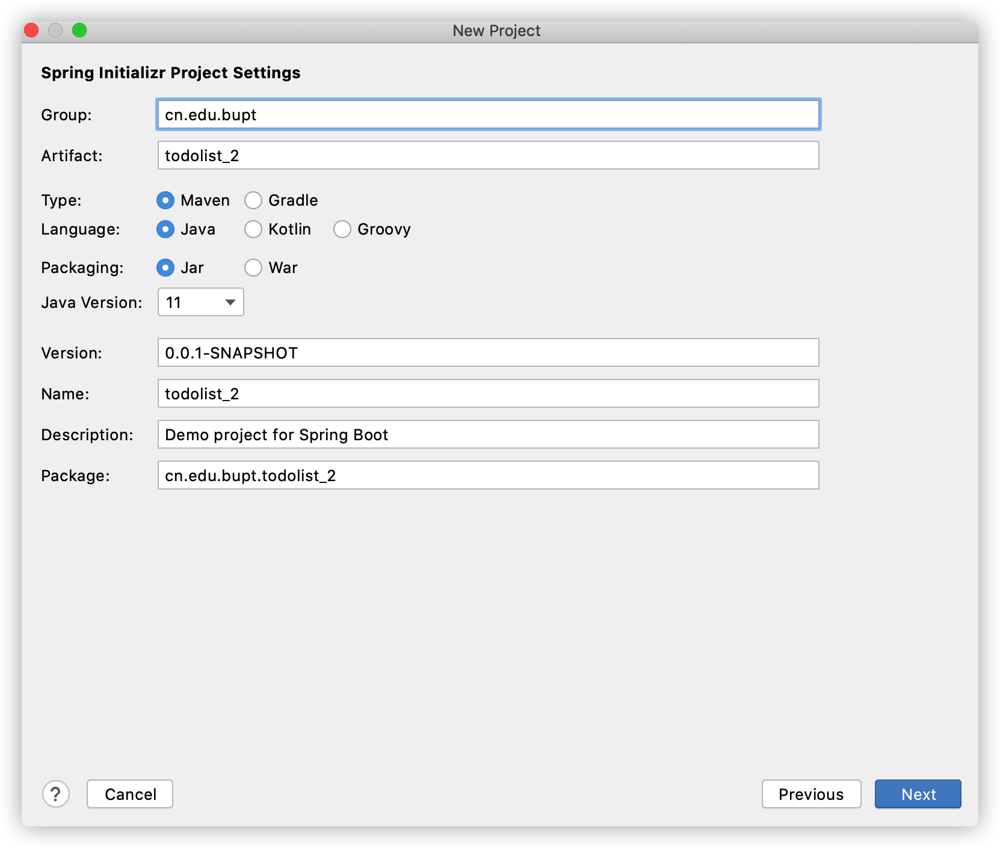 New Project
Spring Initializr Project Settings
Group: cn.edu.bupt
Artifact: todolist_2
Type: Maven Gradle
Language: Java Kotlin Groovy
Packaging: Jar War
Java Version: 11
Version: 0.0.1-SNAPSHOT
Name: todolist_2
Description: Demo project for Spring Boot
Package: cn.edu.bupt.todolist_2
? Cancel Previous Next